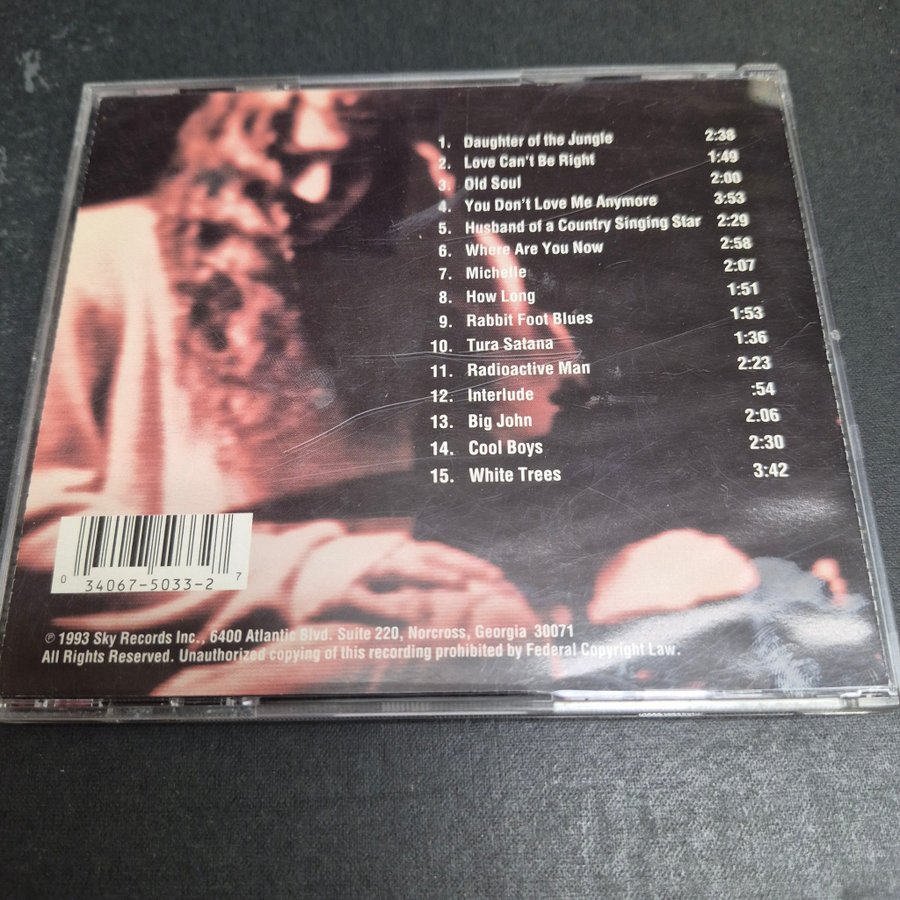 1. Daughter of the Jungle 2:38
2. Love Can't Be Right 1:49
3. Old Soul 2:00
4. You Don't Love Me Anymore 3:53
5. Husband of a Country Singing Star 2:29
6. Where Are You Now 2:58
7. Michelle 2:07
8. How Long 1:51
9. Rabbit Foot Blues 1:53
10. Tura Satana 1:36
11. Radioactive Man 2:23
12. Interlude :54
13. Big John 2:06
14. Cool Boys 2:30
15. White Trees 3:42
0 34067-5033-2 7
℗ 1993 Sky Records Inc., 6400 Atlantic Blvd. Suite 220, Norcross, Georgia 30071
All Rights Reserved. Unauthorized copying of this recording prohibited by Federal Copyright Law.